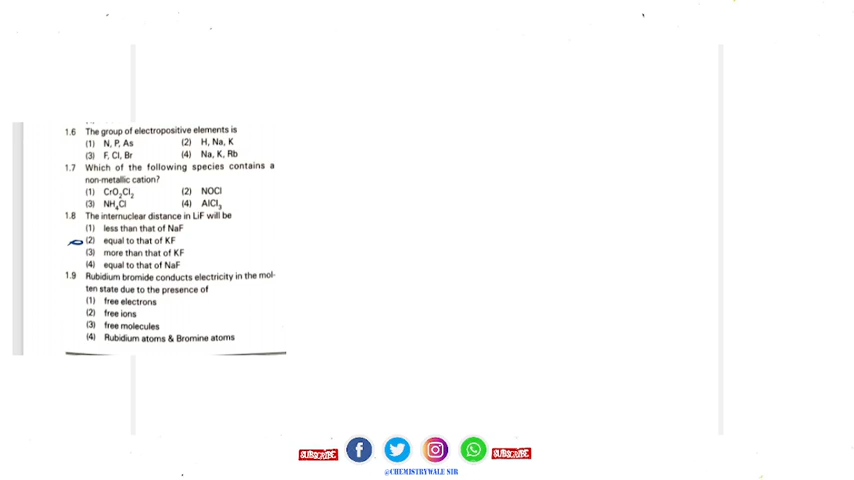 1.6 The group of electropositive elements is
(1) N, P, As (2) H, Na, K
(3) F, Cl, Br (4) Na, K, Rb
1.7 Which of the following species contains a
non-metallic cation?
(1) CrO₂Cl₂ (2) NOCl
(3) NH₄Cl (4) AlCl₃
1.8 The internuclear distance in LiF will be
(1) less than that of NaF
(2) equal to that of KF
(3) more than that of KF
(4) equal to that of NaF
1.9 Rubidium bromide conducts electricity in the mol-
ten state due to the presence of
(1) free electrons
(2) free ions
(3) free molecules
(4) Rubidium atoms & Bromine atoms
SUBSCRIBE f SUBSCRIBE
@CHEMISTRYWALE SIR